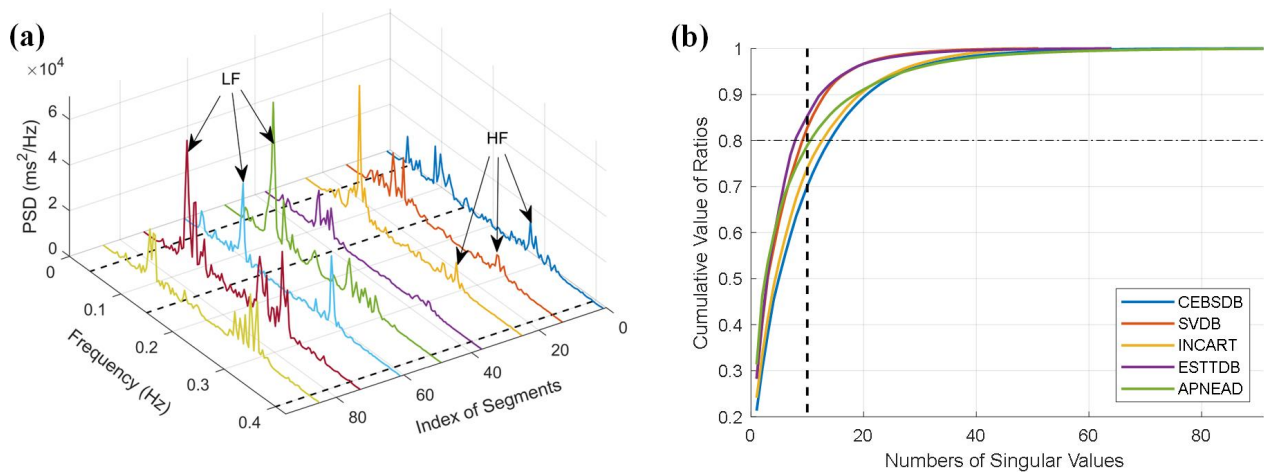 (a)
×10⁴
LF
HF
PSD (ms²/Hz)
6
4
2
0
0
0.1
0.2
0.3
0.4
Frequency (Hz)
80
60
40
20
0
Index of Segments
(b)
Cumulative Value of Ratios
1
0.9
0.8
0.7
0.6
0.5
0.4
0.3
0.2
0
20
40
60
80
Numbers of Singular Values
CEBSDB
SVDB
INCART
ESTTDB
APNEAD